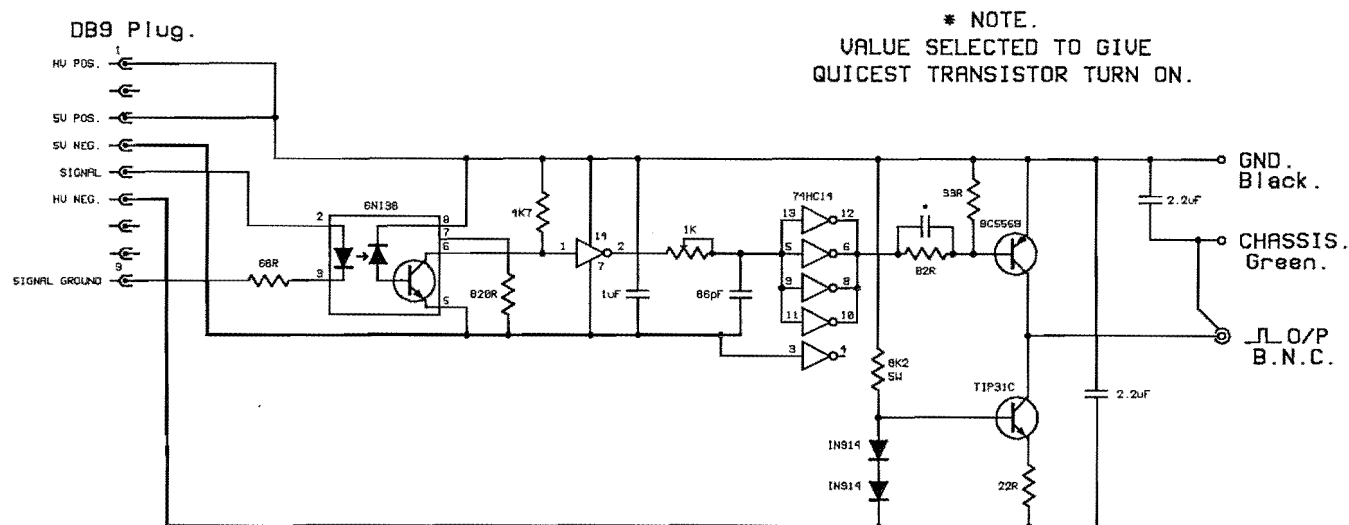 DB9 Plug.
* NOTE.
VALUE SELECTED TO GIVE
QUICEST TRANSISTOR TURN ON.
1
HV POS.
5V POS.
5V NEG.
SIGNAL
HV NEG.
9
SIGNAL GROUND
68R
6N136
2
3
8
7
6
5
820R
4K7
1
14
2
7
1uF
1K
86pF
74HC14
13
12
5
6
9
8
11
10
3
4
*
82R
33R
BC556B
8K2
5W
TIP31C
1N914
1N914
22R
2.2uF
2.2uF
GND.
Black.
CHASSIS.
Green.
O/P
B.N.C.